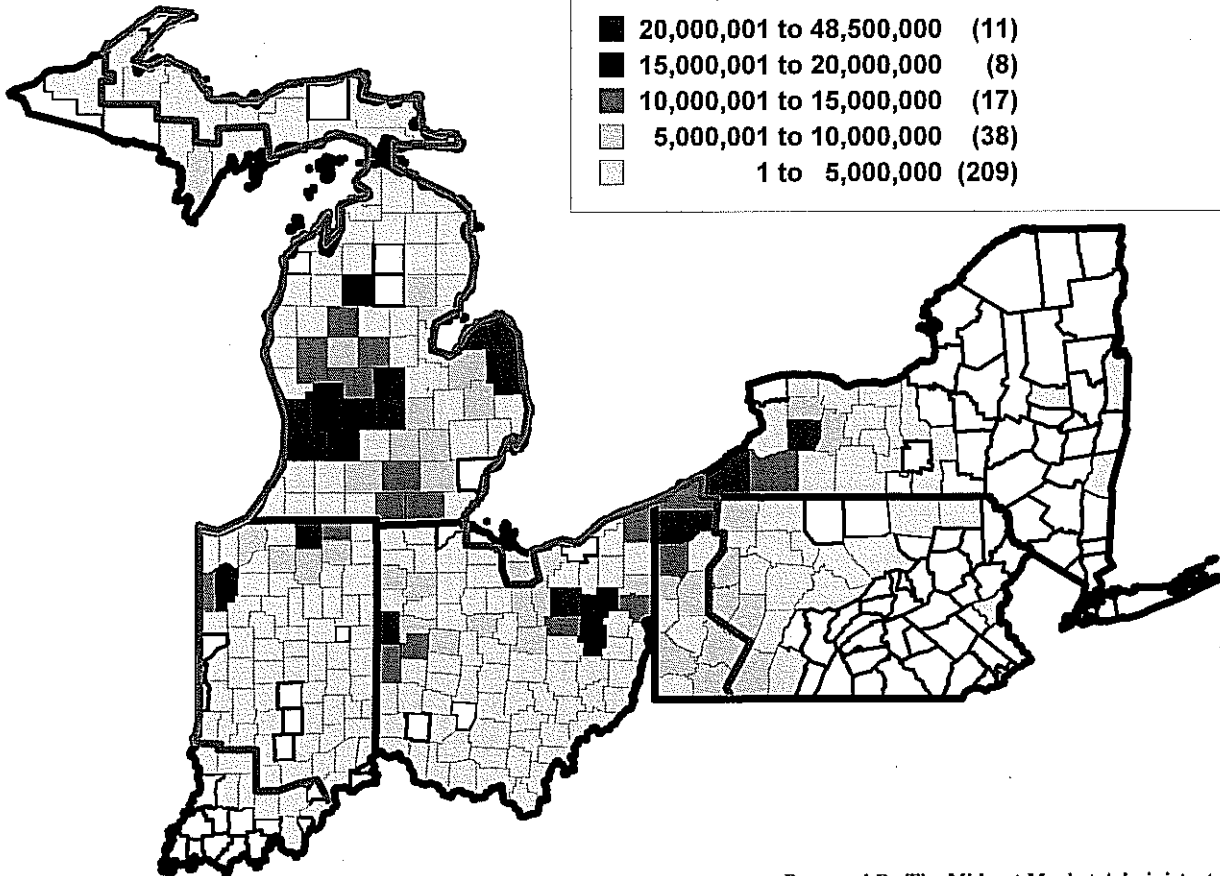 20,000,001 to 48,500,000 (11)
15,000,001 to 20,000,000 (8)
10,000,001 to 15,000,000 (17)
5,000,001 to 10,000,000 (38)
1 to 5,000,000 (209)